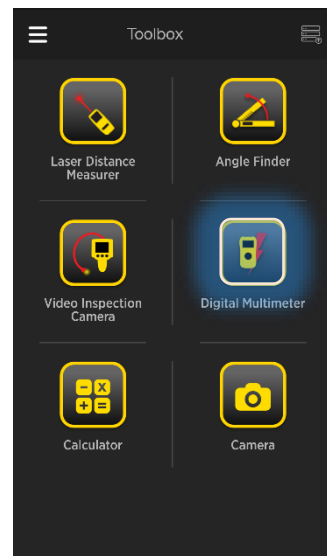 Toolbox
Laser Distance
Measurer
Angle Finder
Video Inspection
Camera
Digital Multimeter
Calculator
Camera